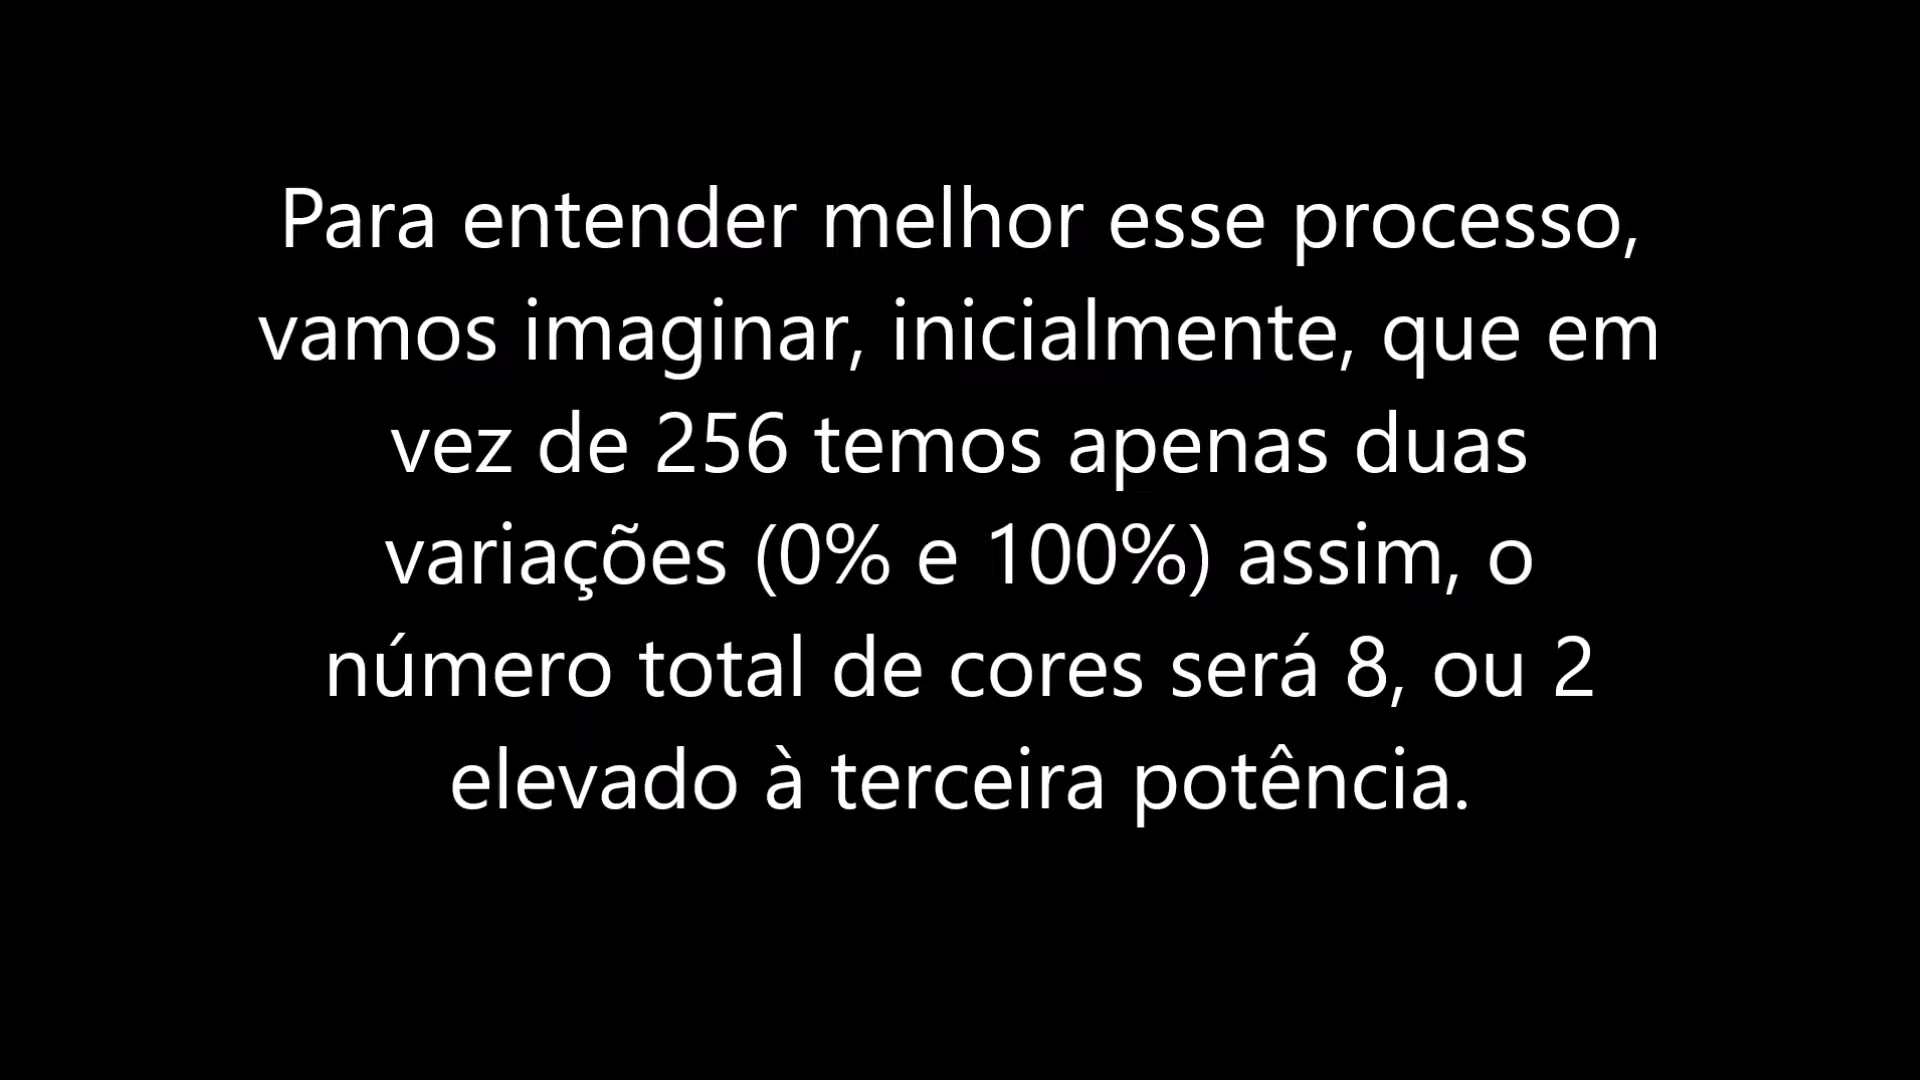 Para entender melhor esse processo,
vamos imaginar, inicialmente, que em
vez de 256 temos apenas duas
variações (0% e 100%) assim, o
número total de cores será 8, ou 2
elevado à terceira potência.